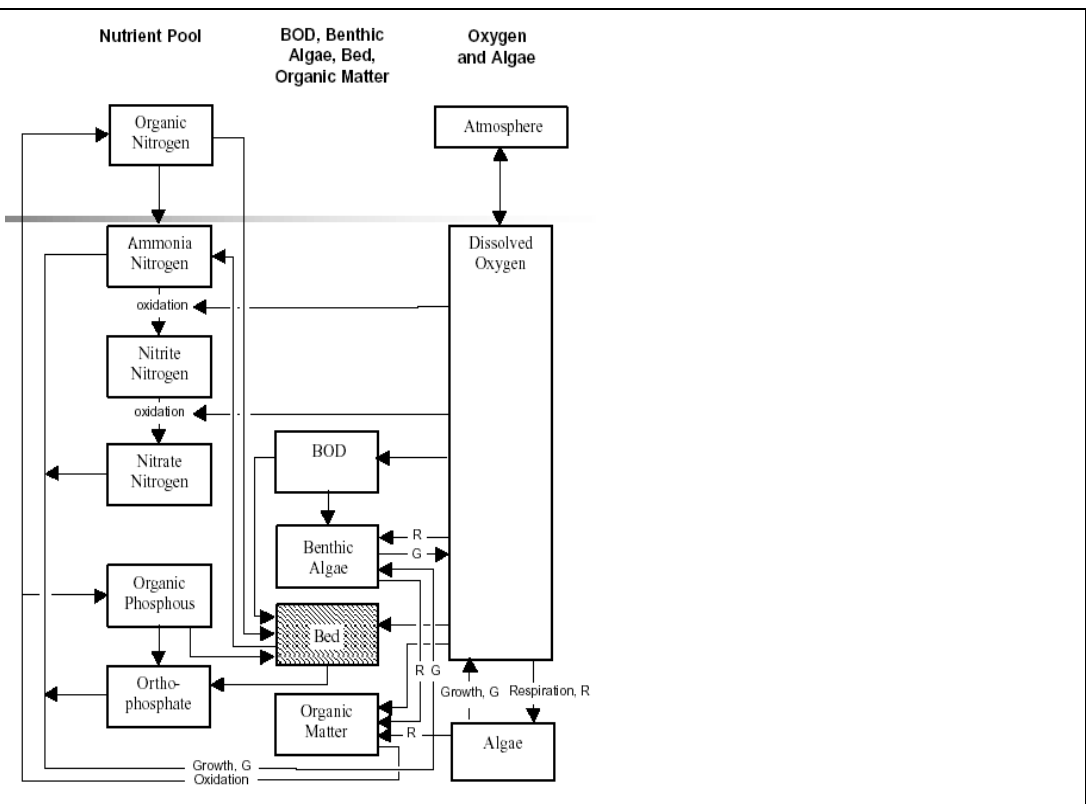 Nutrient Pool
BOD, Benthic
Algae, Bed,
Organic Matter
Oxygen
and Algae
Organic
Nitrogen
Atmosphere
Ammonia
Nitrogen
Dissolved
Oxygen
oxidation
Nitrite
Nitrogen
oxidation
Nitrate
Nitrogen
BOD
Benthic
Algae
R
G
Organic
Phosphous
Bed
Ortho-
phosphate
Organic
Matter
R G
Growth, G
Respiration, R
R
Algae
Growth, G
Oxidation